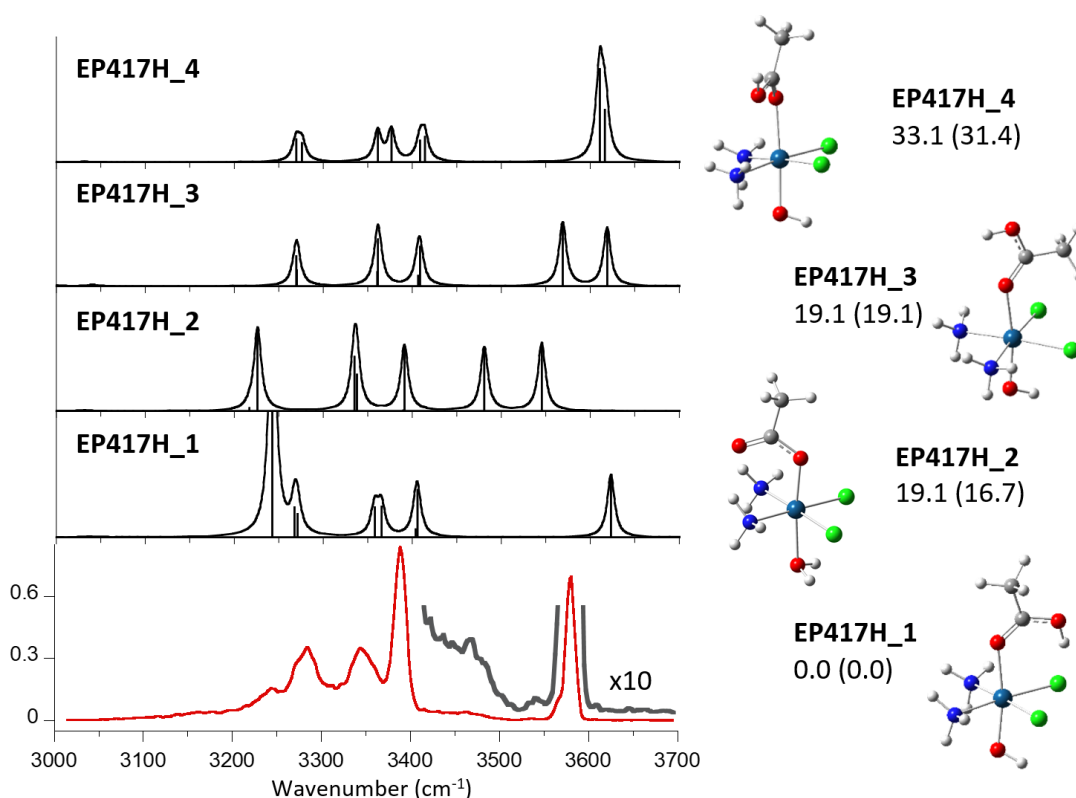 EP417H_4
EP417H_3
EP417H_2
EP417H_1
0.6
0.3
0
x10
3000 3100 3200 3300 3400 3500 3600 3700
Wavenumber (cm⁻¹)
EP417H_4
33.1 (31.4)
EP417H_3
19.1 (19.1)
EP417H_2
19.1 (16.7)
EP417H_1
0.0 (0.0)